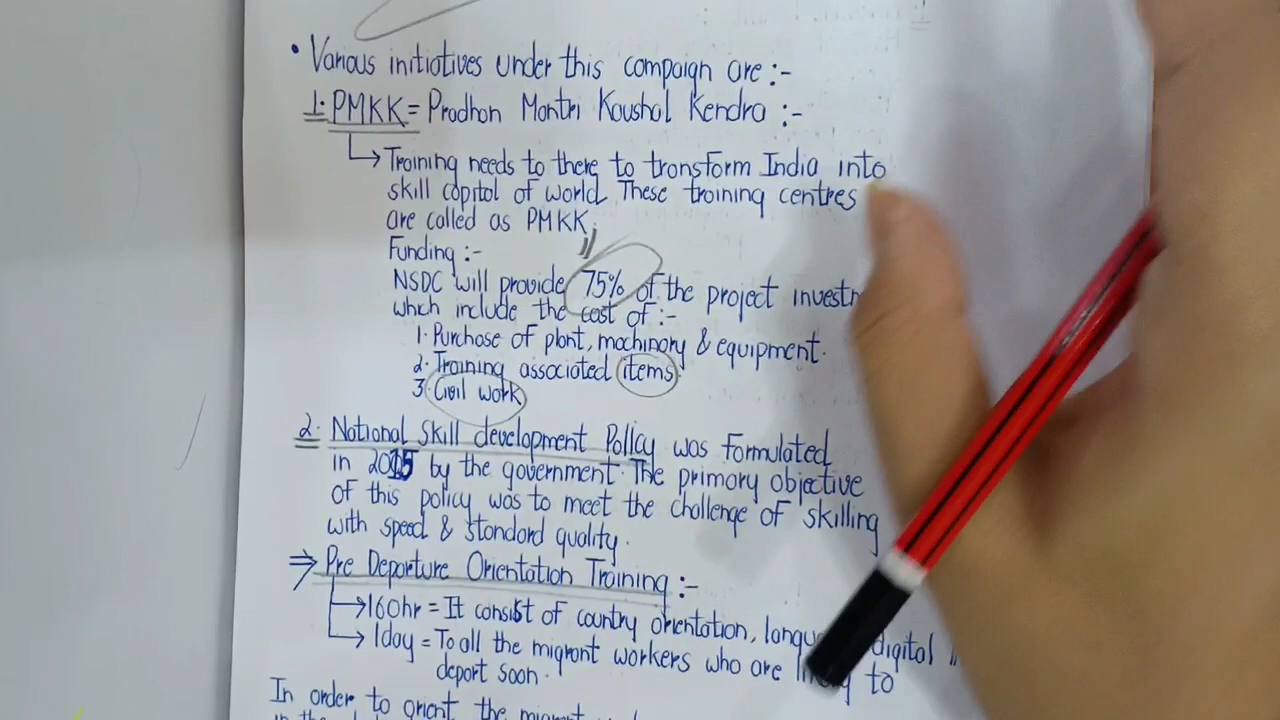 • Various initiatives under this compaign are :-
1. PMKK = Pradhan Mantri Kaushal Kendra :-
→ Training needs to there to transform India into
skill capital of world. These training centres
are called as PMKK.
Funding :-
NSDC will provide 75% of the project
which include the cost of :-
1. Purchase of plant, machinary & equipment.
2. Training associated items
3. Civil work
2. National Skill development Policy was formulated
in 2015 by the government. The primary objective
of this policy was to meet the challenge of skilling
with speed & standard quality.
⇒ Pre Departure Orientation Training :-
→ 160hr = It consist of country orientation, digital
→ 1day = To all the migrant workers who are likely to
depart soon.
In order to orient the migrant